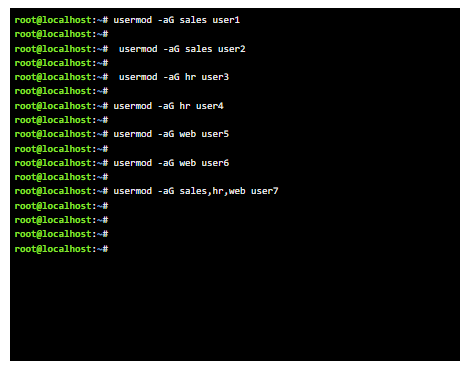 root@localhost:~# usermod -aG sales user1
root@localhost:~#
root@localhost:~#  usermod -aG sales user2
root@localhost:~#
root@localhost:~#  usermod -aG hr user3
root@localhost:~#
root@localhost:~# usermod -aG hr user4
root@localhost:~#
root@localhost:~# usermod -aG web user5
root@localhost:~#
root@localhost:~# usermod -aG web user6
root@localhost:~#
root@localhost:~# usermod -aG sales,hr,web user7
root@localhost:~#
root@localhost:~#
root@localhost:~#
root@localhost:~#